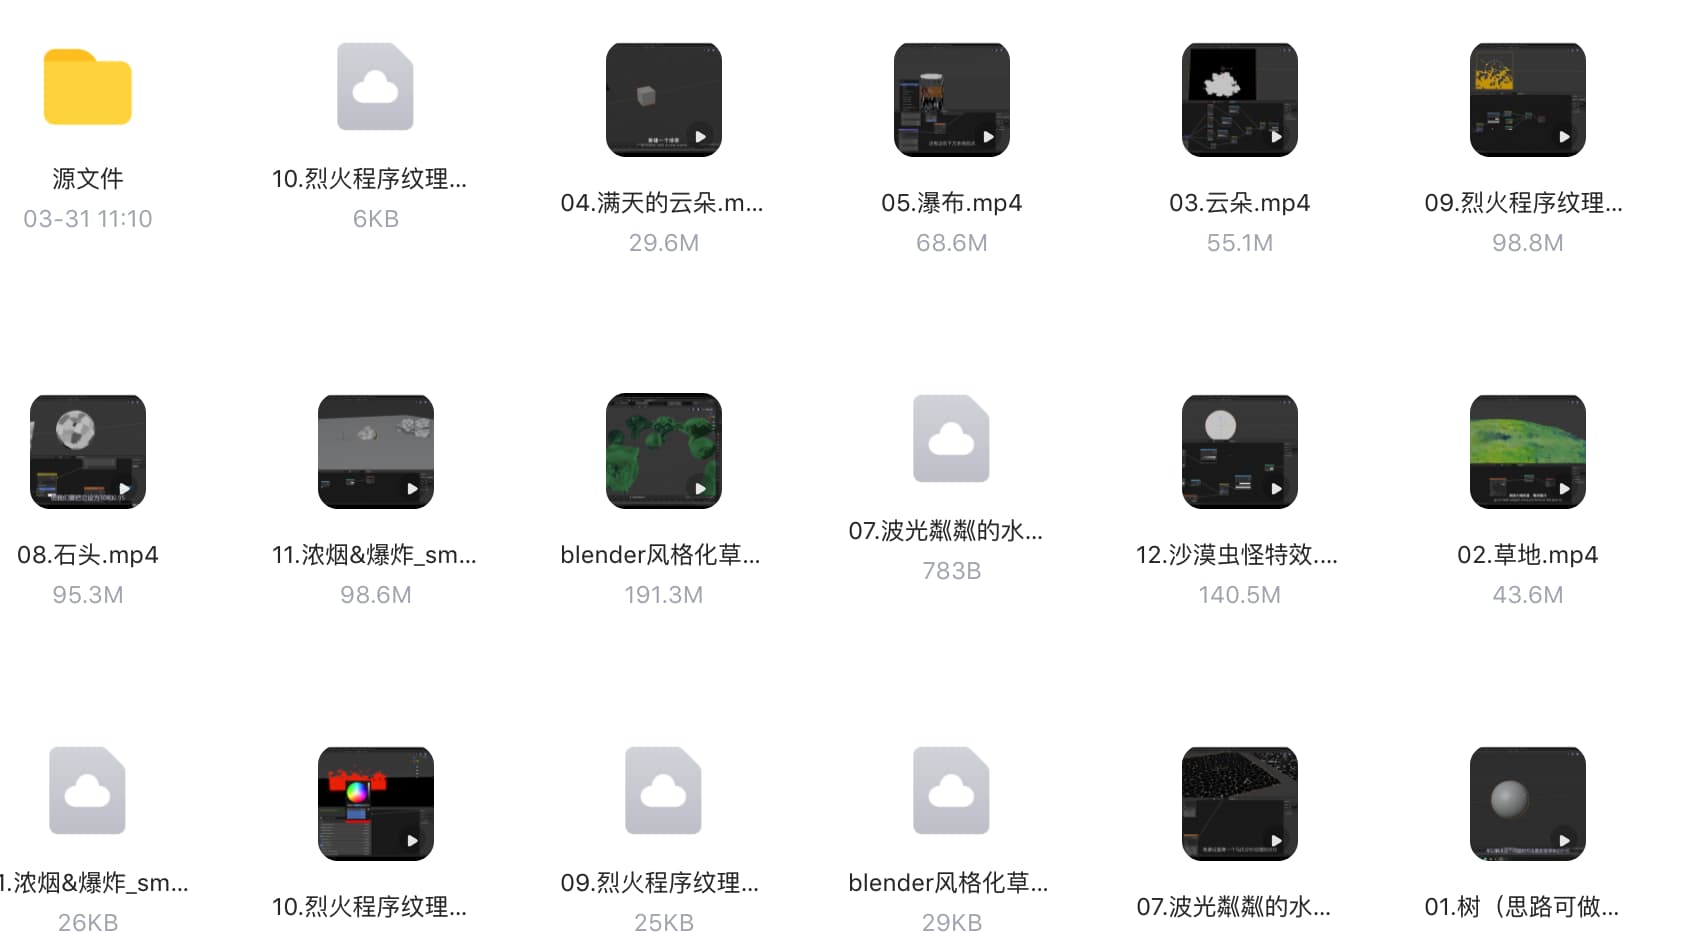 源文件
10.烈火程序纹理...
04.满天的云朵.m...
05.瀑布.mp4
03.云朵.mp4
09.烈火程序纹理...
03-31 11:10
6KB
29.6M
68.6M
55.1M
98.8M
08.石头.mp4
11.浓烟&爆炸_sm...
blender风格化草...
07.波光粼粼的水...
12.沙漠虫怪特效....
02.草地.mp4
95.3M
98.6M
191.3M
783B
140.5M
43.6M
1.浓烟&爆炸_sm...
10.烈火程序纹理...
09.烈火程序纹理...
blender风格化草...
07.波光粼粼的水...
01.树（思路可做...
26KB
25KB
29KB